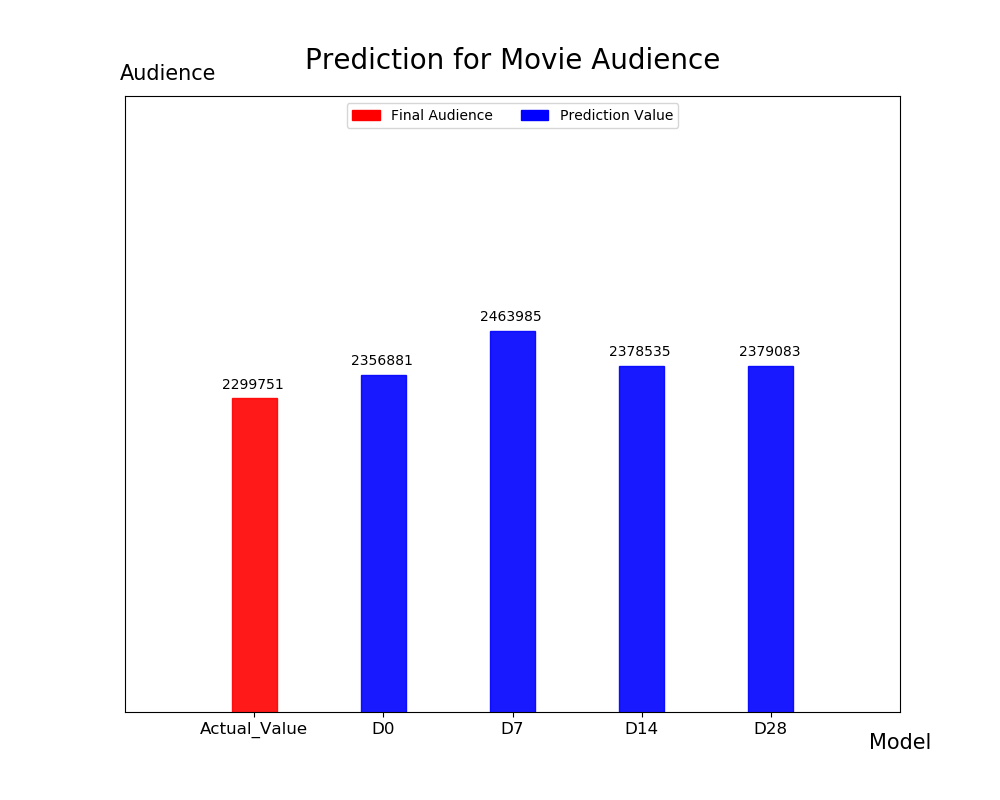 Prediction for Movie Audience
Audience
Final Audience
Prediction Value
2299751
2356881
2463985
2378535
2379083
Actual_Value
D0
D7
D14
D28
Model